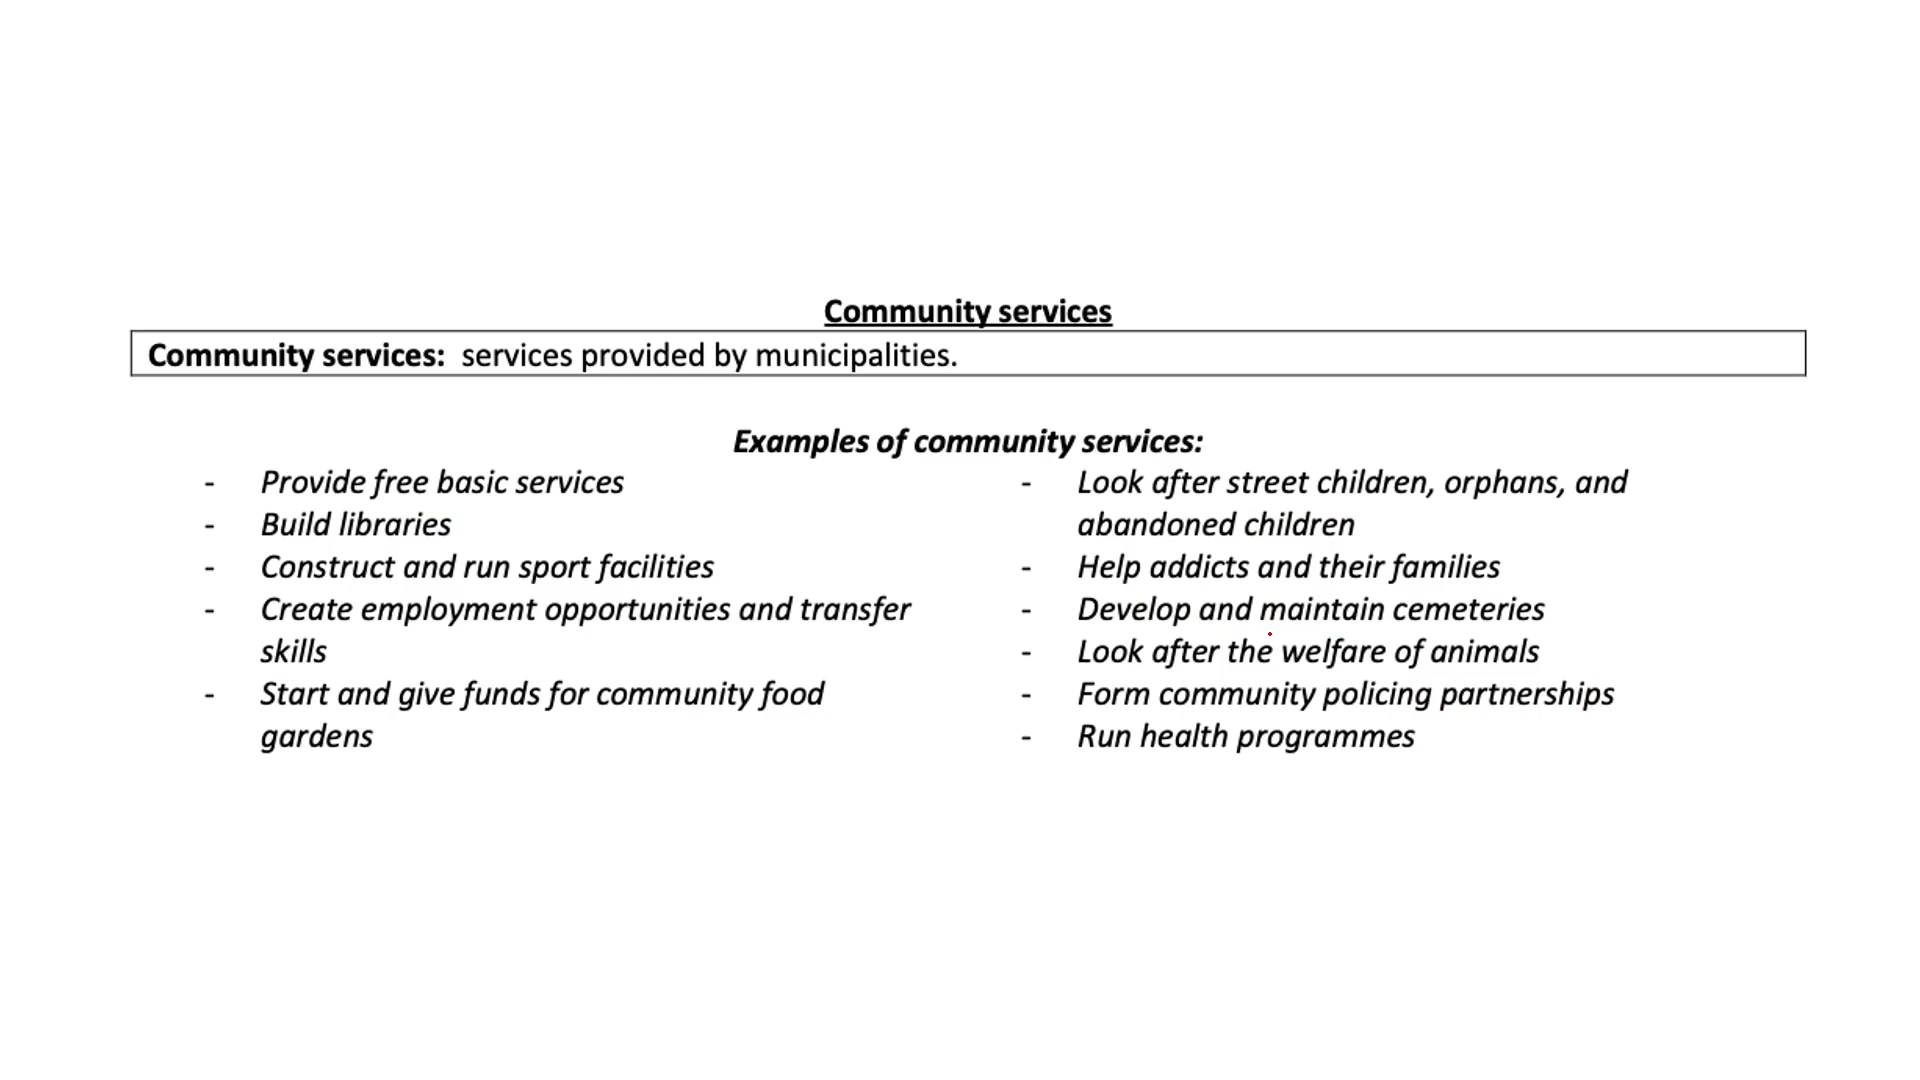 Community services
Community services: services provided by municipalities.
Examples of community services:
- Provide free basic services
- Build libraries
- Construct and run sport facilities
- Create employment opportunities and transfer
skills
- Start and give funds for community food
gardens
- Look after street children, orphans, and
abandoned children
- Help addicts and their families
- Develop and maintain cemeteries
- Look after the welfare of animals
- Form community policing partnerships
- Run health programmes